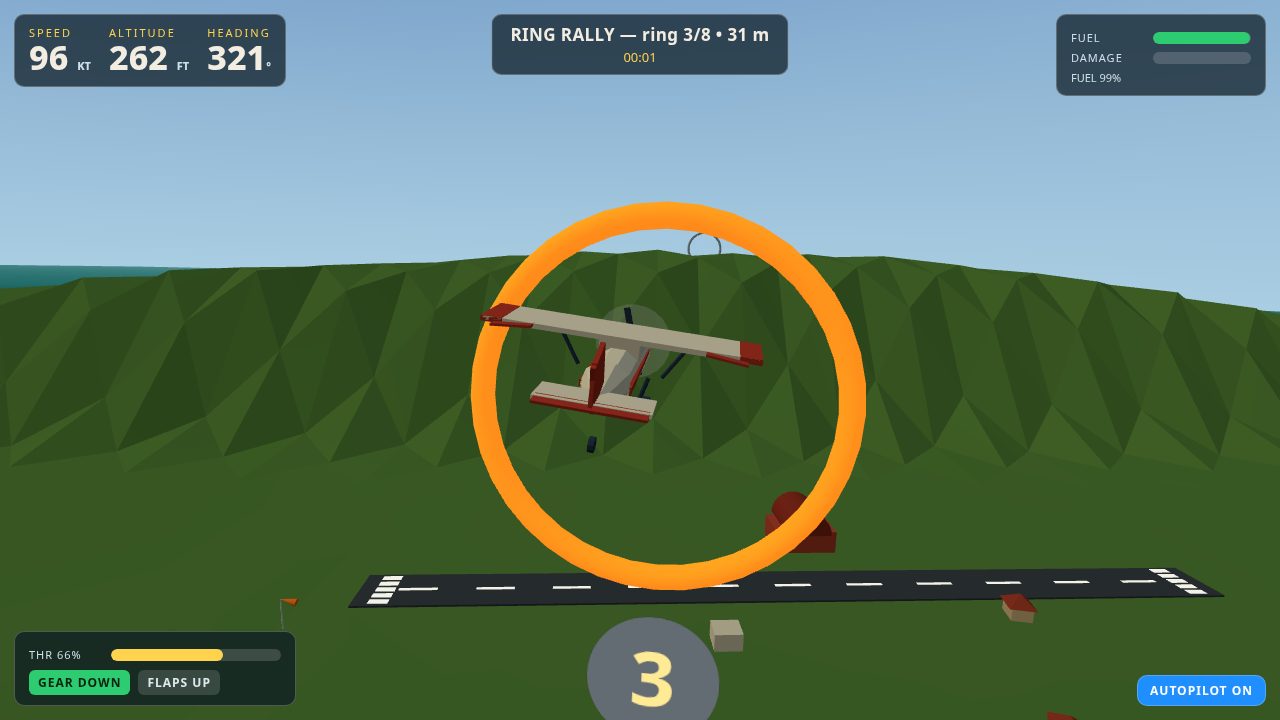 SPEED ALTITUDE HEADING
96 KT 262 FT 321°
RING RALLY — ring 3/8 • 31 m
00:01
FUEL
DAMAGE
FUEL 99%
3
THR 66%
GEAR DOWN FLAPS UP
AUTOPILOT ON